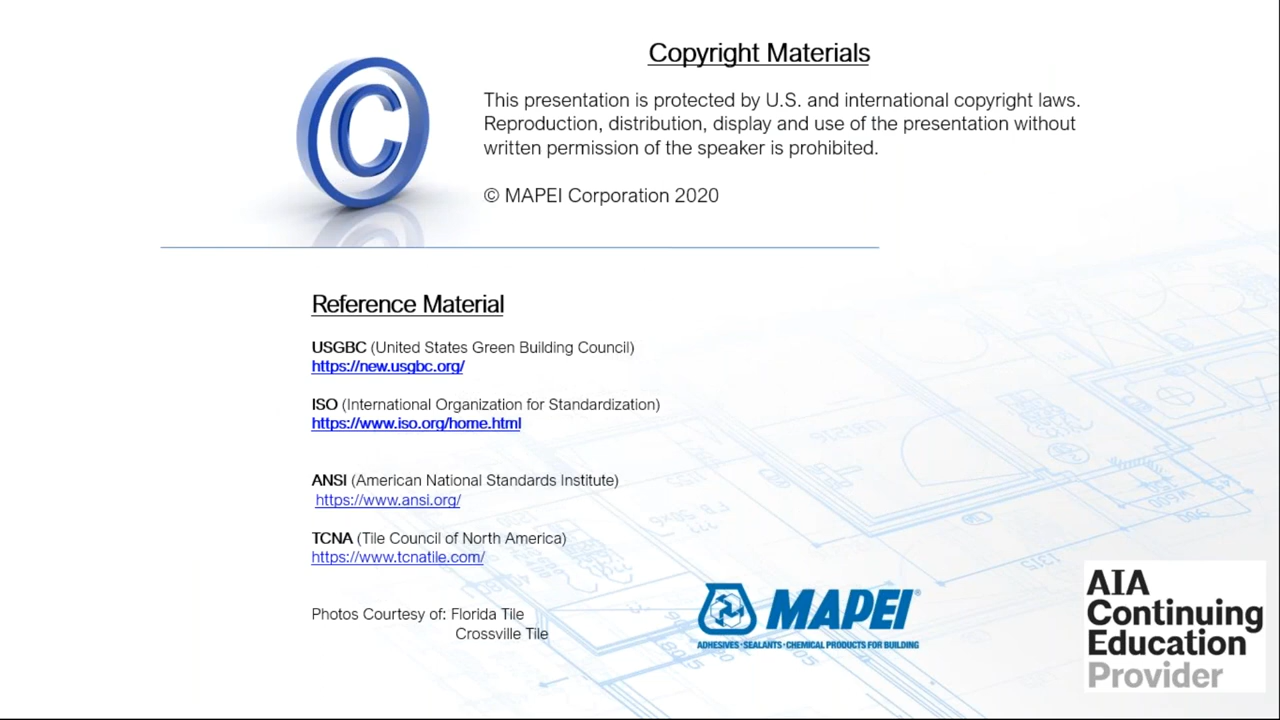 Copyright Materials
This presentation is protected by U.S. and international copyright laws.
Reproduction, distribution, display and use of the presentation without
written permission of the speaker is prohibited.
© MAPEI Corporation 2020
Reference Material
USGBC (United States Green Building Council)
https://new.usgbc.org/
ISO (International Organization for Standardization)
https://www.iso.org/home.html
ANSI (American National Standards Institute)
https://www.ansi.org/
TCNA (Tile Council of North America)
https://www.tcnatile.com/
Photos Courtesy of: Florida Tile
Crossville Tile
MAPEI®
ADHESIVES · SEALANTS · CHEMICAL PRODUCTS FOR BUILDING
AIA
Continuing
Education
Provider